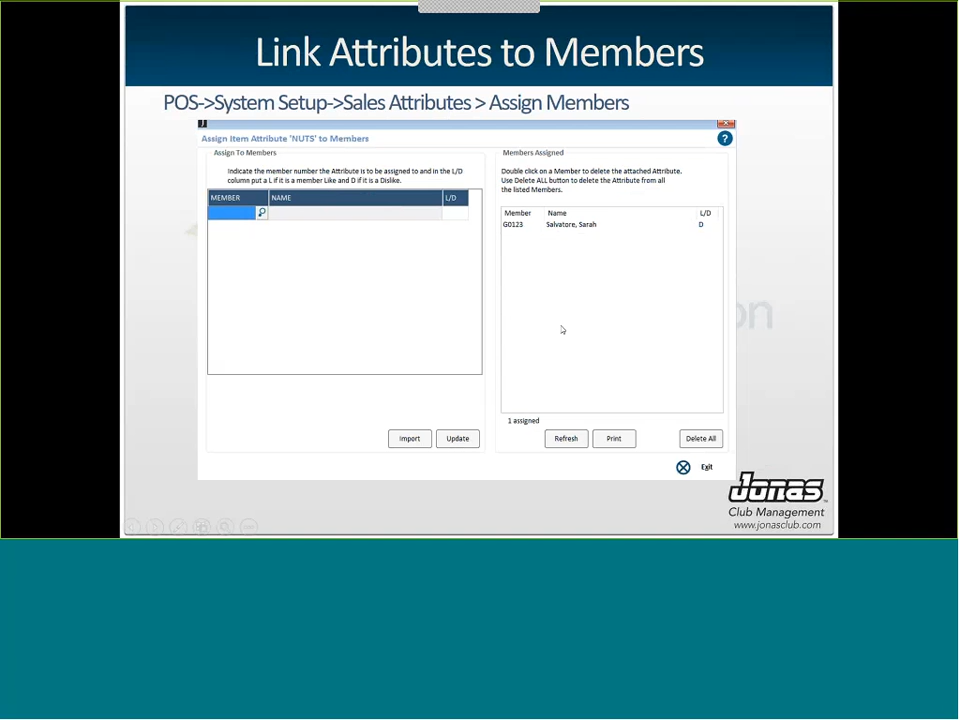 Link Attributes to Members
POS->System Setup->Sales Attributes > Assign Members
Assign Item Attribute 'NUTS' to Members
?
Assign To Members
Indicate the member number the Attribute is to be assigned to and in the L/D
column put a L if it is a member Like and D if it is a Dislike.
MEMBER NAME L/D
Members Assigned
Double click on a Member to delete the attached Attribute.
Use Delete ALL button to delete the Attribute from all
the listed Members.
Member Name L/D
G0123 Salvatore, Sarah D
on
1 assigned
Import Update
Refresh Print Delete All
Exit
Jonas
Club Management
www.jonasclub.com